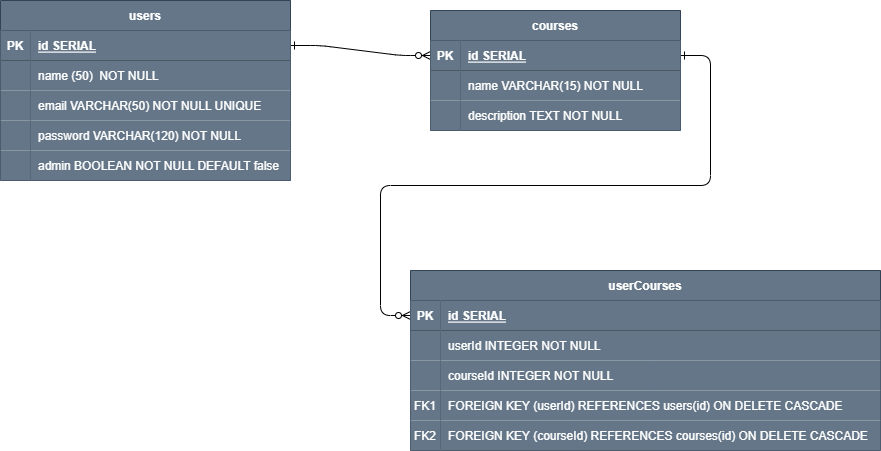 users
PK id SERIAL
name (50)  NOT NULL
email VARCHAR(50) NOT NULL UNIQUE
password VARCHAR(120) NOT NULL
admin BOOLEAN NOT NULL DEFAULT false
courses
PK id SERIAL
name VARCHAR(15) NOT NULL
description TEXT NOT NULL
userCourses
PK id SERIAL
userId INTEGER NOT NULL
courseId INTEGER NOT NULL
FK1 FOREIGN KEY (userId) REFERENCES users(id) ON DELETE CASCADE
FK2 FOREIGN KEY (courseId) REFERENCES courses(id) ON DELETE CASCADE